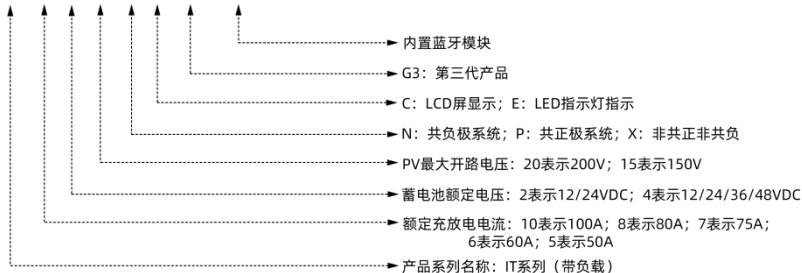 内置蓝牙模块
G3：第三代产品
C：LCD屏显示；E：LED指示灯指示
N：共负极系统；P：共正极系统；X：非共正非共负
PV最大开路电压：20表示200V；15表示150V
蓄电池额定电压：2表示12/24VDC；4表示12/24/36/48VDC
额定充放电电流：10表示100A；8表示80A；7表示75A；
6表示60A；5表示50A
产品系列名称：IT系列（带负载）